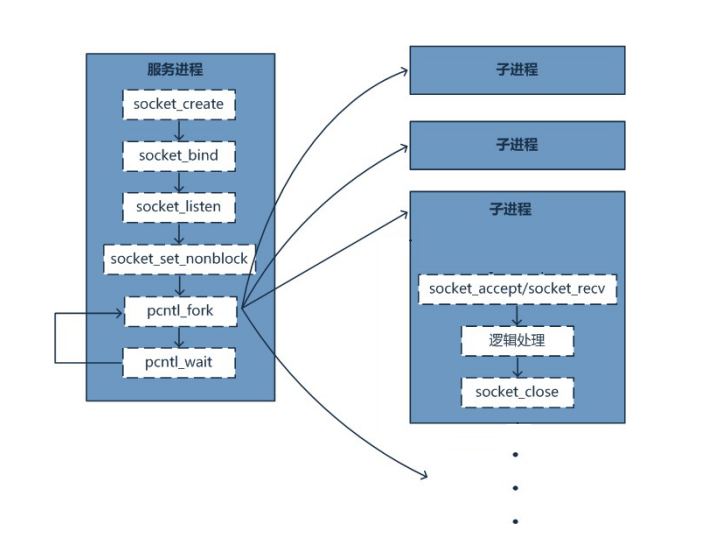 服务进程
socket_create
socket_bind
socket_listen
socket_set_nonblock
pcntl_fork
pcntl_wait
子进程
子进程
子进程
socket_accept/socket_recv
逻辑处理
socket_close